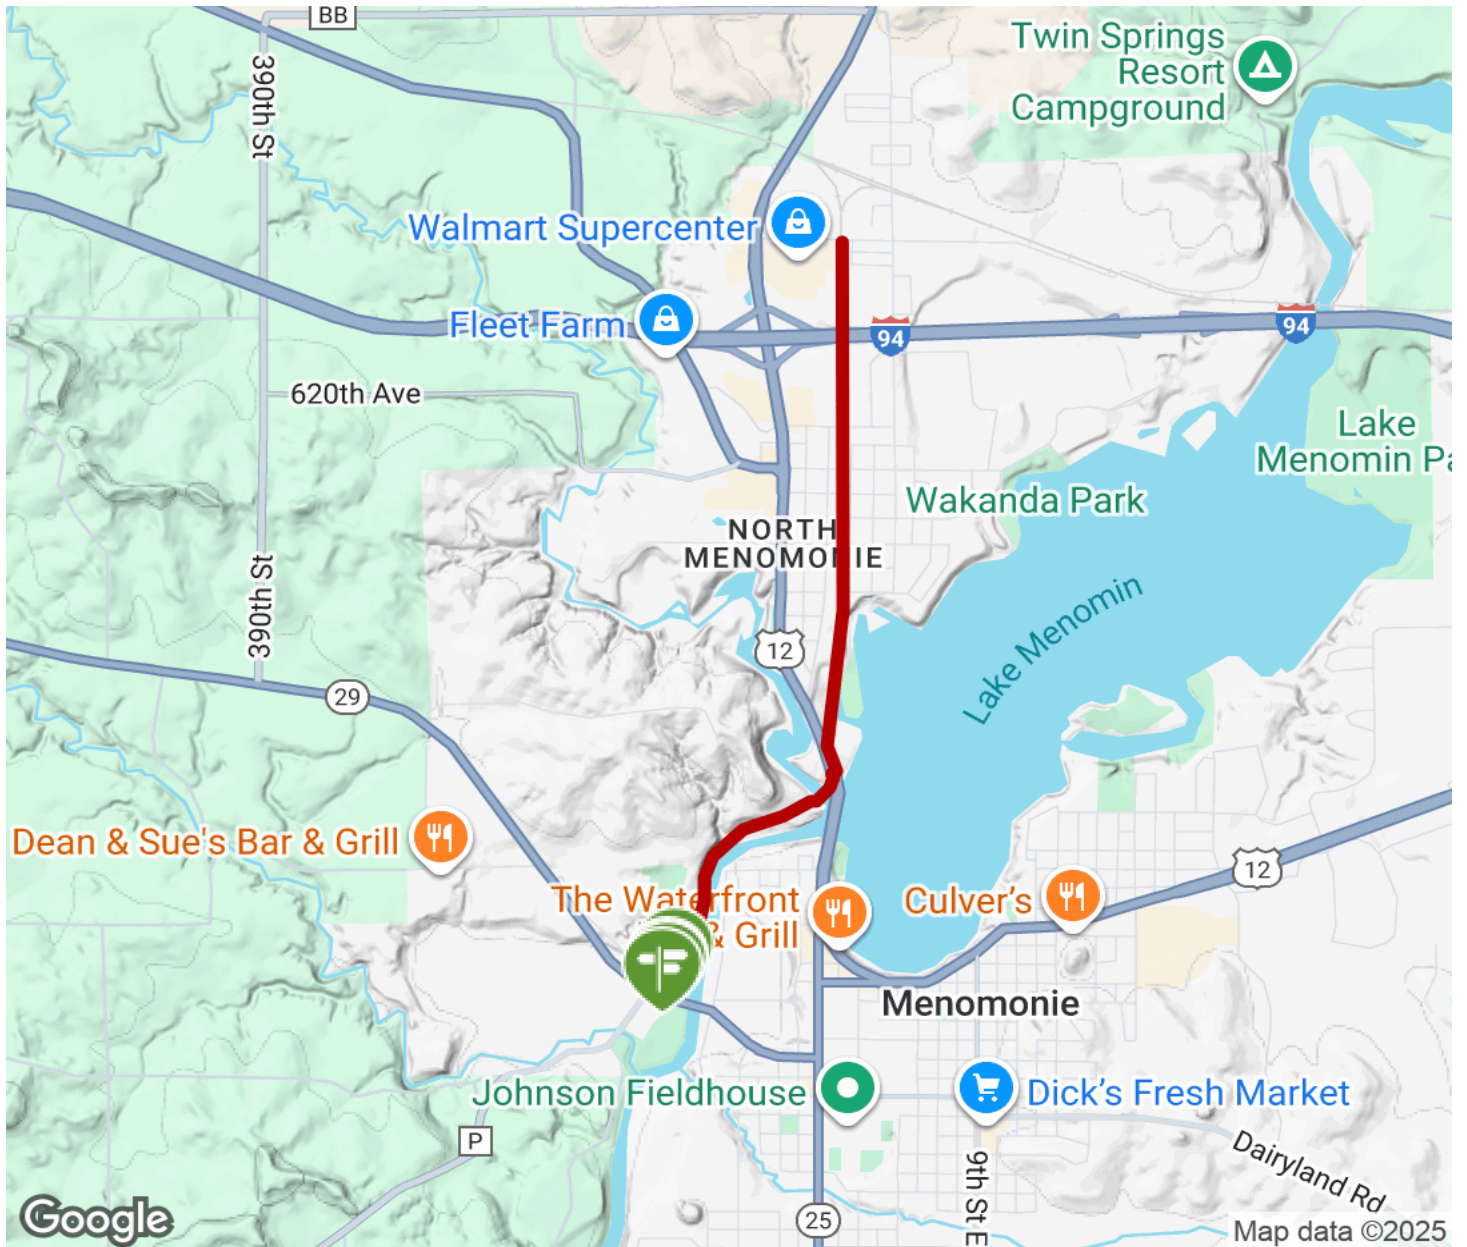 BB
Twin Springs
Resort
Campground
390th St
Walmart Supercenter
Fleet Farm
94
94
620th Ave
Lake
Menomin Pa
Wakanda Park
NORTH
MENOMONIE
390th St
Lake Menomin
12
29
Dean & Sue's Bar & Grill
12
The Waterfront
& Grill
Culver's
Menomonie
Johnson Fieldhouse
Dick's Fresh Market
P
Dairyland Rd
9th St E
25
Google
Map data ©2025